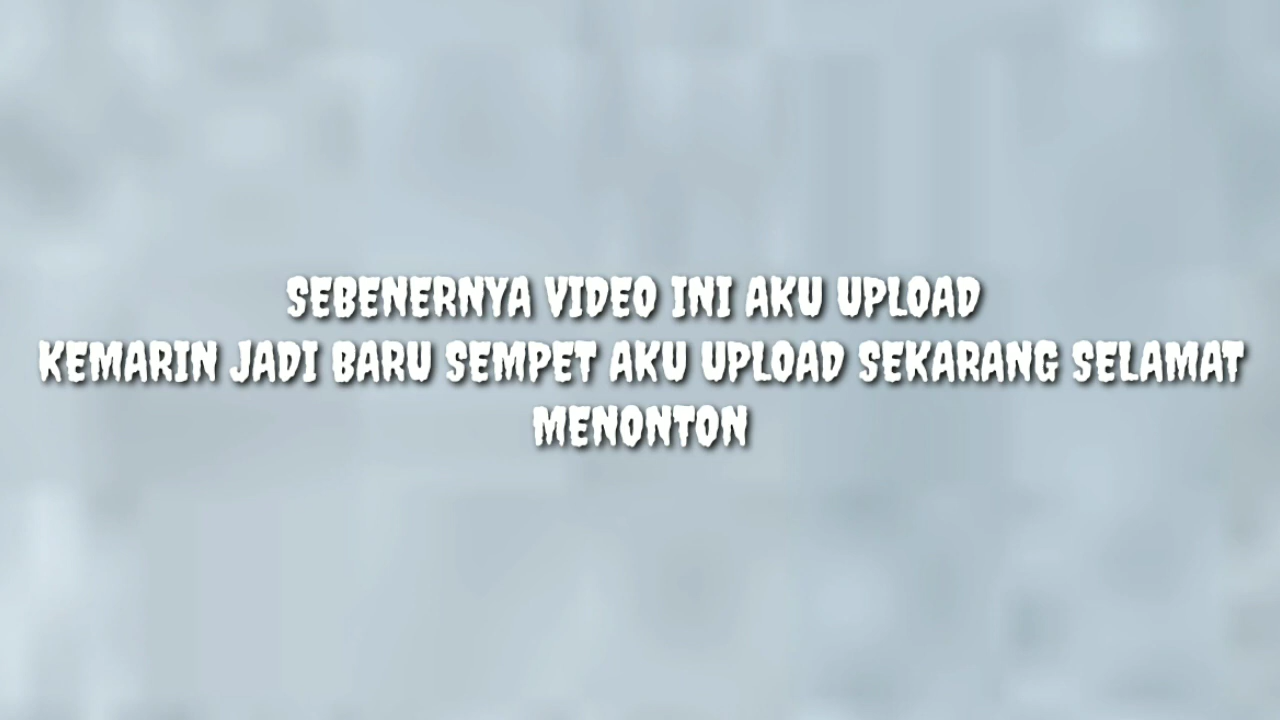 SEBENERNYA VIDEO INI AKU UPLOAD
KEMARIN JADI BARU SEMPET AKU UPLOAD SEKARANG SELAMAT
MENONTON